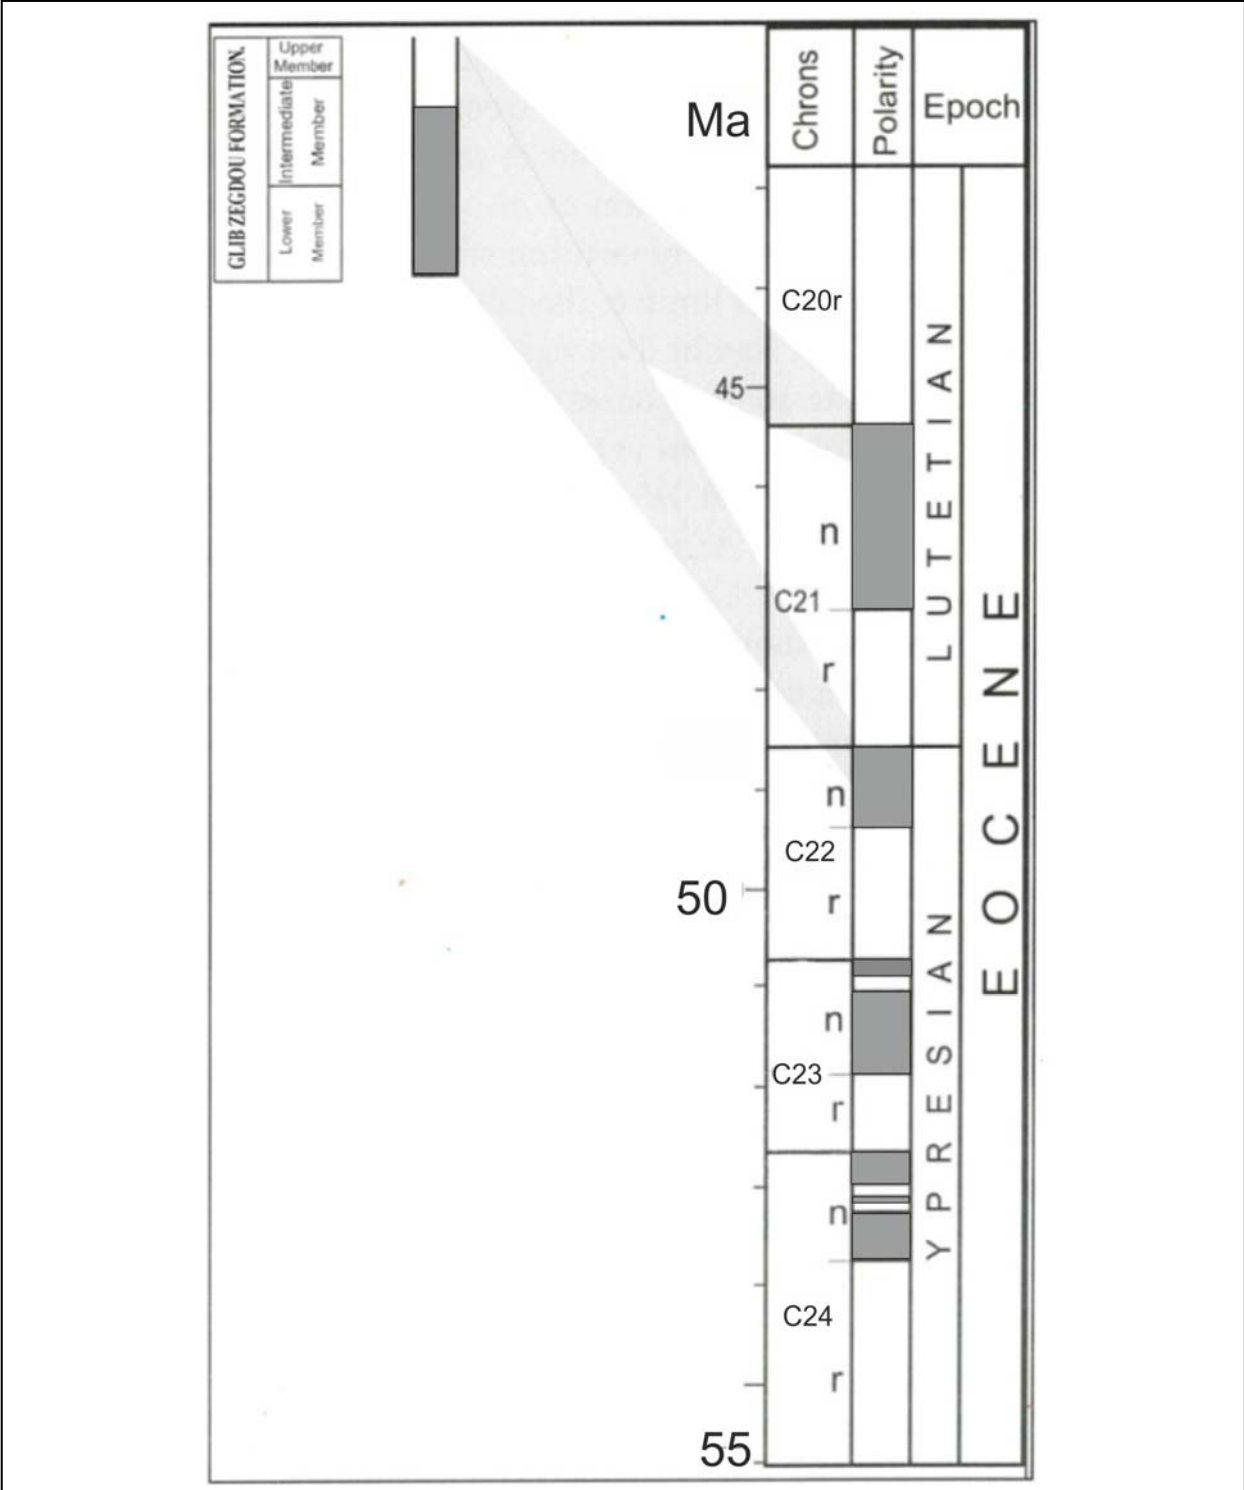 GLIB ZEGDOU FORMATION.
Upper
Member
Intermediate
Member
Lower
Member
Ma
Chrons
Polarity
Epoch
C20r
45
n
C21
r
n
C22
50
r
n
C23
r
n
C24
r
55
LUTETIAN
YPRESIAN
EOCENE